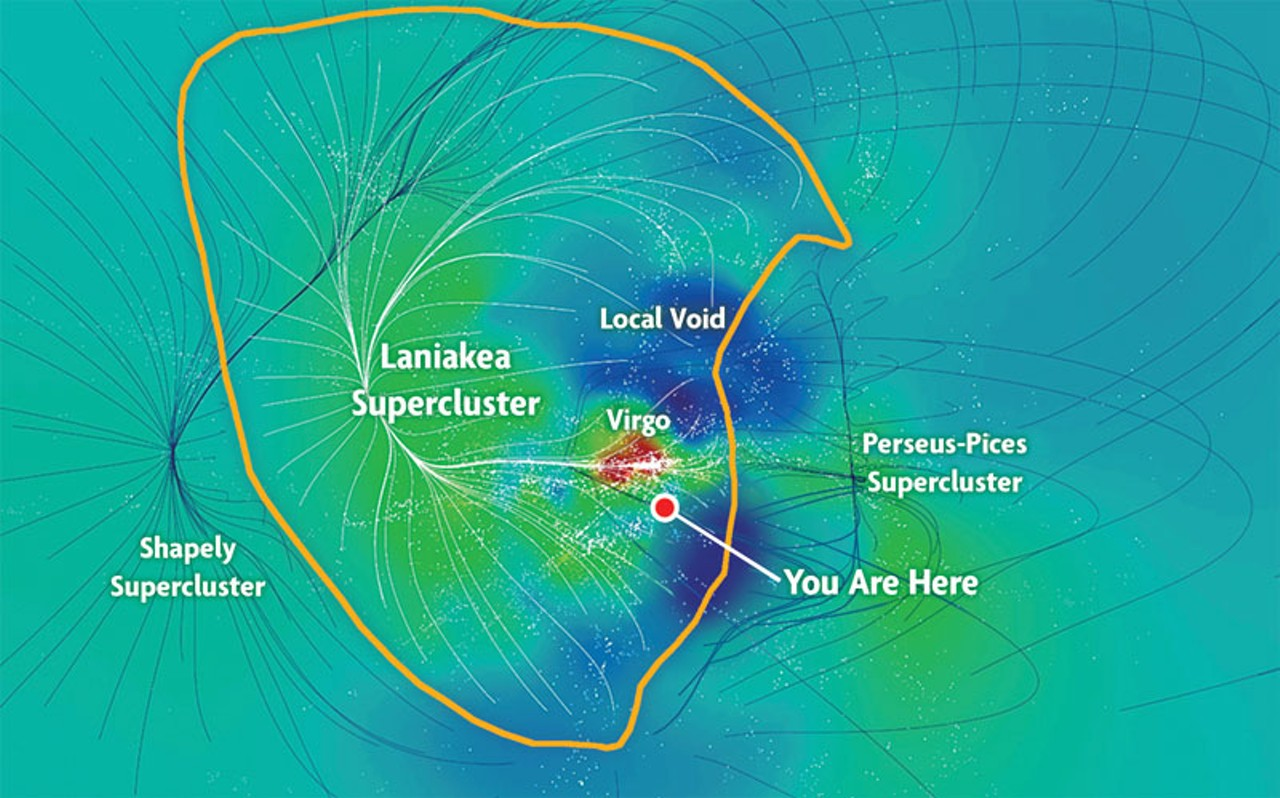 Local Void
Laniakea
Supercluster
Virgo
Perseus-Pices
Supercluster
Shapely
Supercluster
You Are Here